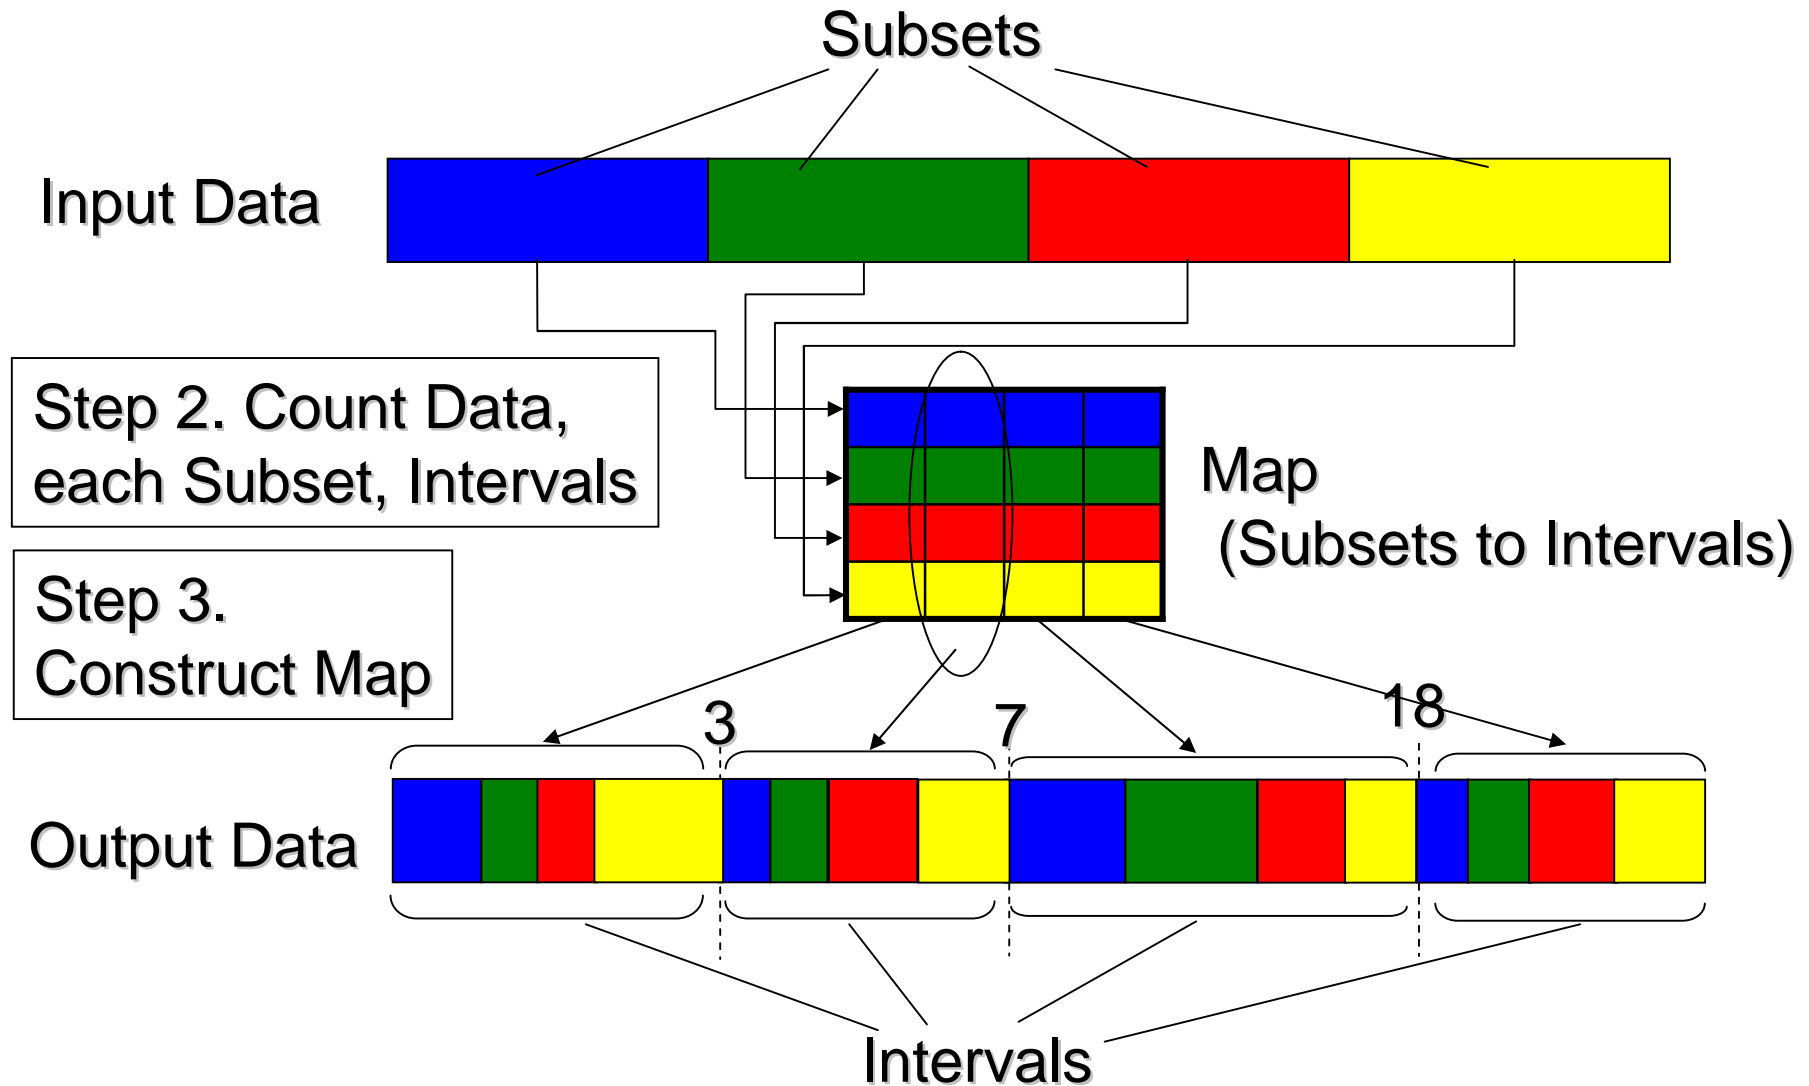 Subsets
Input Data
Step 2. Count Data,
each Subset, Intervals
Map
(Subsets to Intervals)
Step 3.
Construct Map
3
7
18
Output Data
Intervals